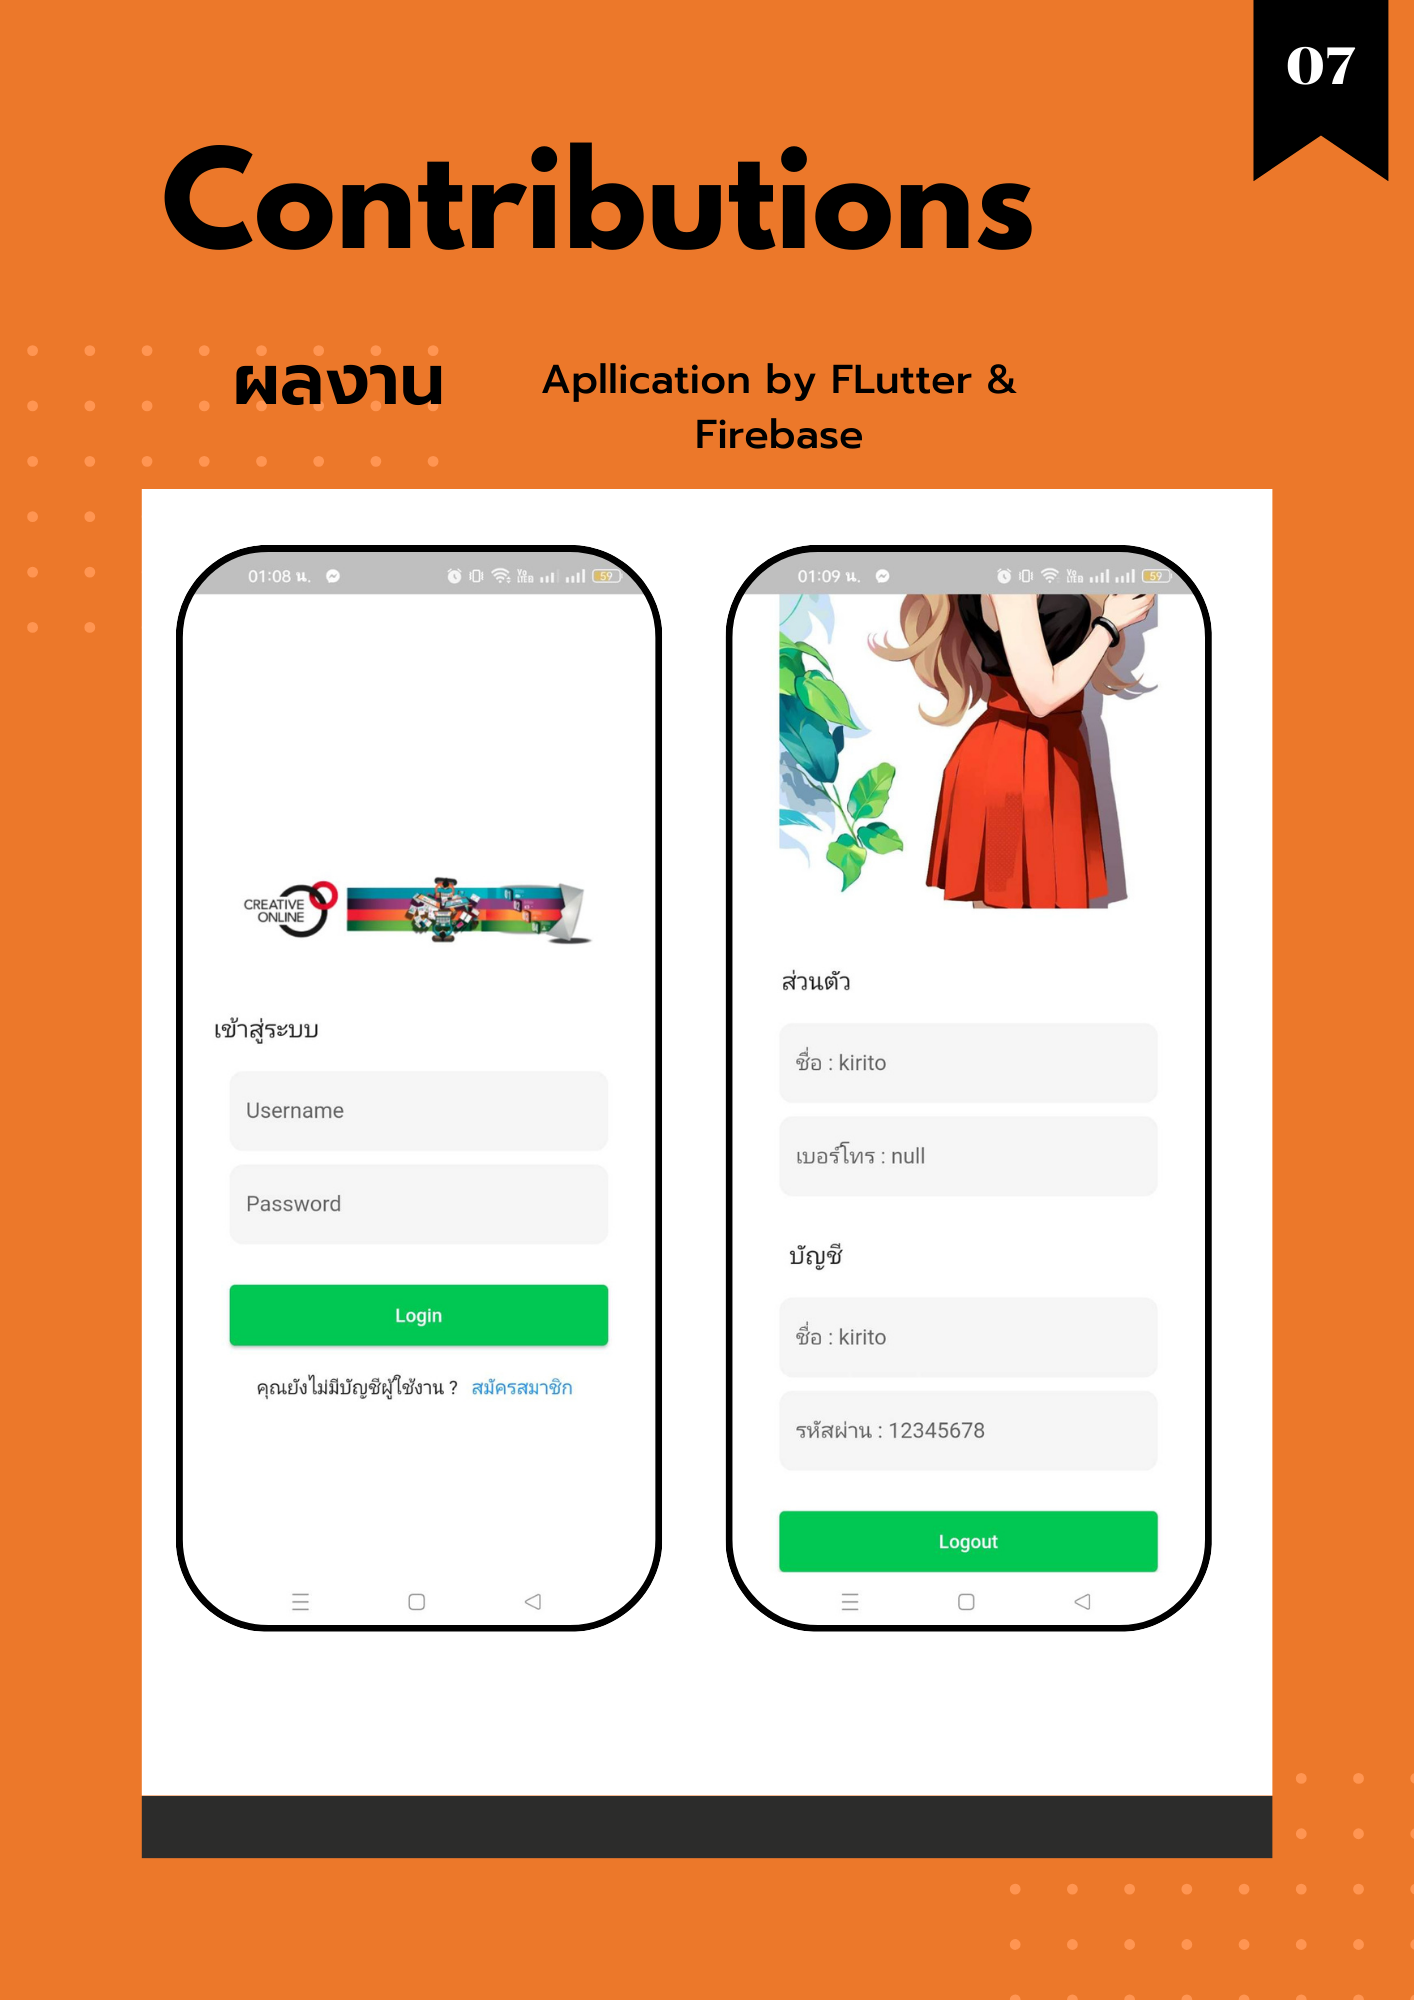 07
Contributions
ผลงาน
Apllication by FLutter &
Firebase
01:08 น.
59
CREATIVE
ONLINE
เข้าสู่ระบบ
Username
Password
Login
คุณยังไม่มีบัญชีผู้ใช้งาน ? สมัครสมาชิก
01:09 น.
59
ส่วนตัว
ชื่อ : kirito
เบอร์โทร : null
บัญชี
ชื่อ : kirito
รหัสผ่าน : 12345678
Logout